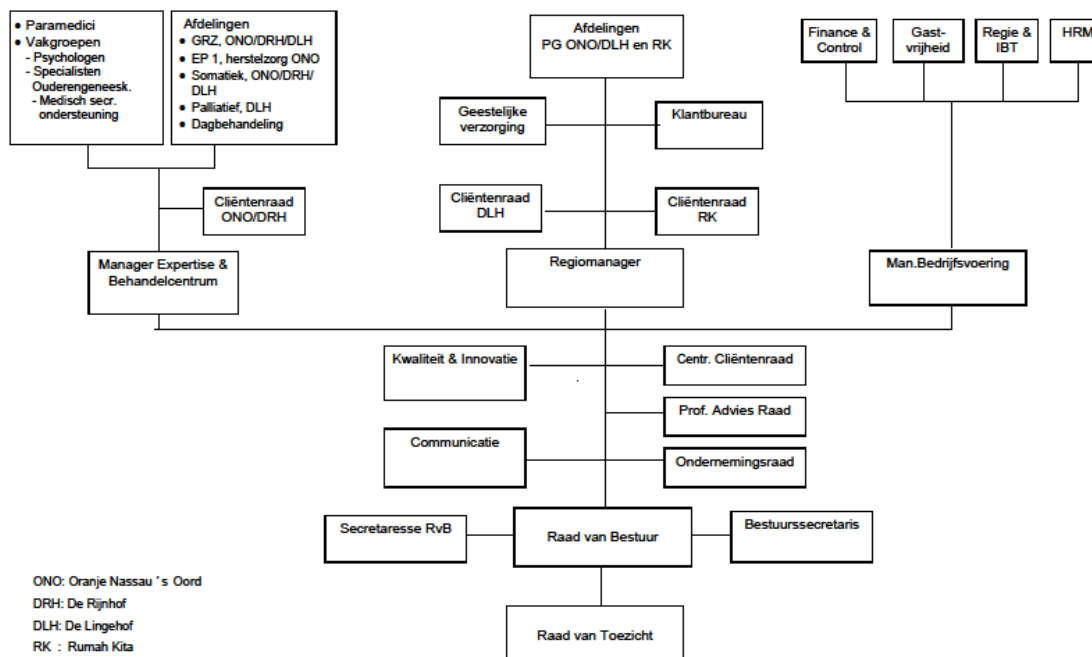 ● Paramedici
● Vakgroepen
- Psychologen
- Specialisten
Ouderengeneesk.
- Medisch secr.
ondersteuning
Afdelingen
● GRZ, ONO/DRH/DLH
● EP 1, herstelzorg ONO
● Somatiek, ONO/DRH/
DLH
● Palliatief, DLH
● Dagbehandeling
Afdelingen
PG ONO/DLH en RK
Finance &
Control
Gast-
vrijheid
Regie &
IBT
HRM
Geestelijke
verzorging
Klantbureau
Cliëntenraad
ONO/DRH
Cliëntenraad
DLH
Cliëntenraad
RK
Manager Expertise &
Behandelcentrum
Regiomanager
Man.Bedrijfsvoering
Kwaliteit & Innovatie
Centr. Cliëntenraad
Prof. Advies Raad
Communicatie
Ondernemingsraad
Secretaresse RvB
Raad van Bestuur
Bestuurssecretaris
Raad van Toezicht
ONO: Oranje Nassau 's Oord
DRH: De Rijnhof
DLH: De Lingehof
RK : Rumah Kita